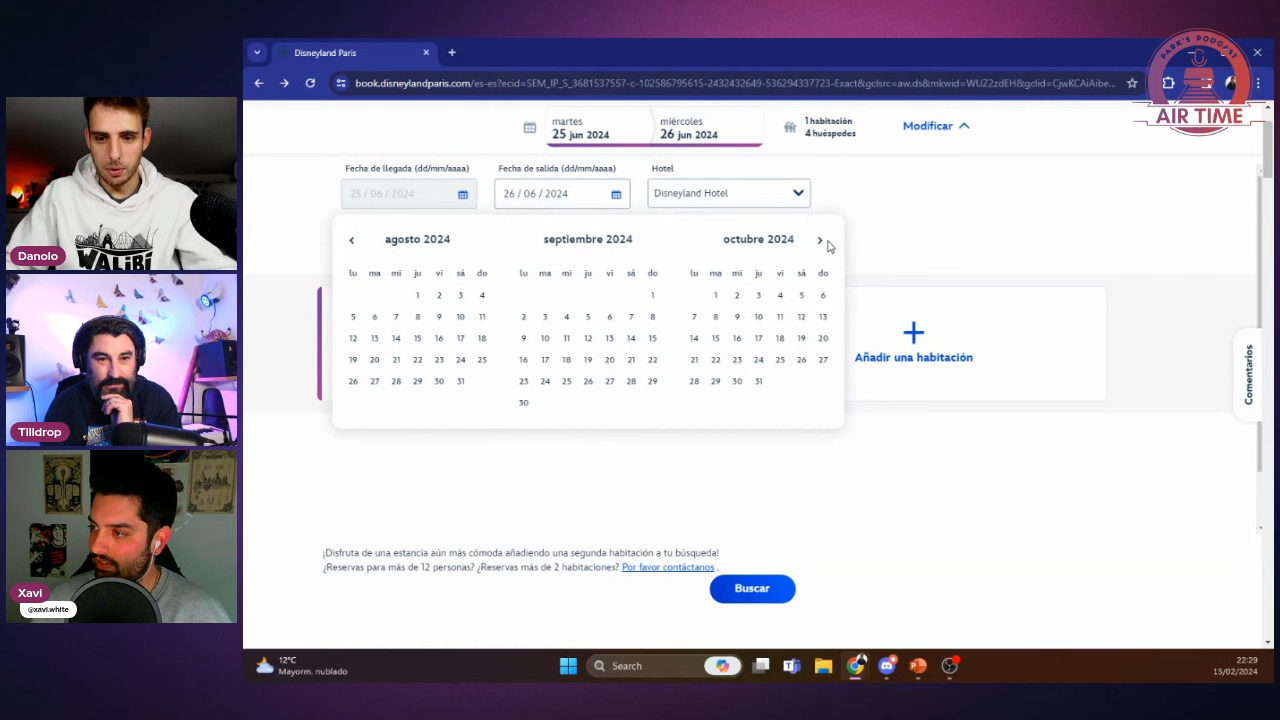 Disneyland Paris
book.disneylandparis.com/es-es?ecid=SEM_IP_S_3681537557-c-102586795615-2432432649-536294337723-Exact&gclsrc=aw.ds&mkwid=WUZ2zdEH&gclid=CjwKCAiAibe...
PARK'S PODCAST
AIR TIME
martes
25 jun 2024
miércoles
26 jun 2024
1 habitación
4 huéspedes
Modificar
Fecha de llegada (dd/mm/aaaa)
Fecha de salida (dd/mm/aaaa)
Hotel
25 / 06 / 2024
26 / 06 / 2024
Disneyland Hotel
agosto 2024
septiembre 2024
octubre 2024
lu ma mi ju vi sá do
lu ma mi ju vi sá do
lu ma mi ju vi sá do
1 2 3 4
1
1 2 3 4 5 6
5 6 7 8 9 10 11
2 3 4 5 6 7 8
7 8 9 10 11 12 13
12 13 14 15 16 17 18
9 10 11 12 13 14 15
14 15 16 17 18 19 20
19 20 21 22 23 24 25
16 17 18 19 20 21 22
21 22 23 24 25 26 27
26 27 28 29 30 31
23 24 25 26 27 28 29
28 29 30 31
30
Añadir una habitación
Comentarios
¡Disfruta de una estancia aún más cómoda añadiendo una segunda habitación a tu búsqueda!
¿Reservas para más de 12 personas? ¿Reservas más de 2 habitaciones? Por favor contáctanos .
Buscar
WALIBI
Danolo
Tilldrop
Xavi
@xavi.white
12°C
Mayorm. nublado
Search
22:29
15/02/2024